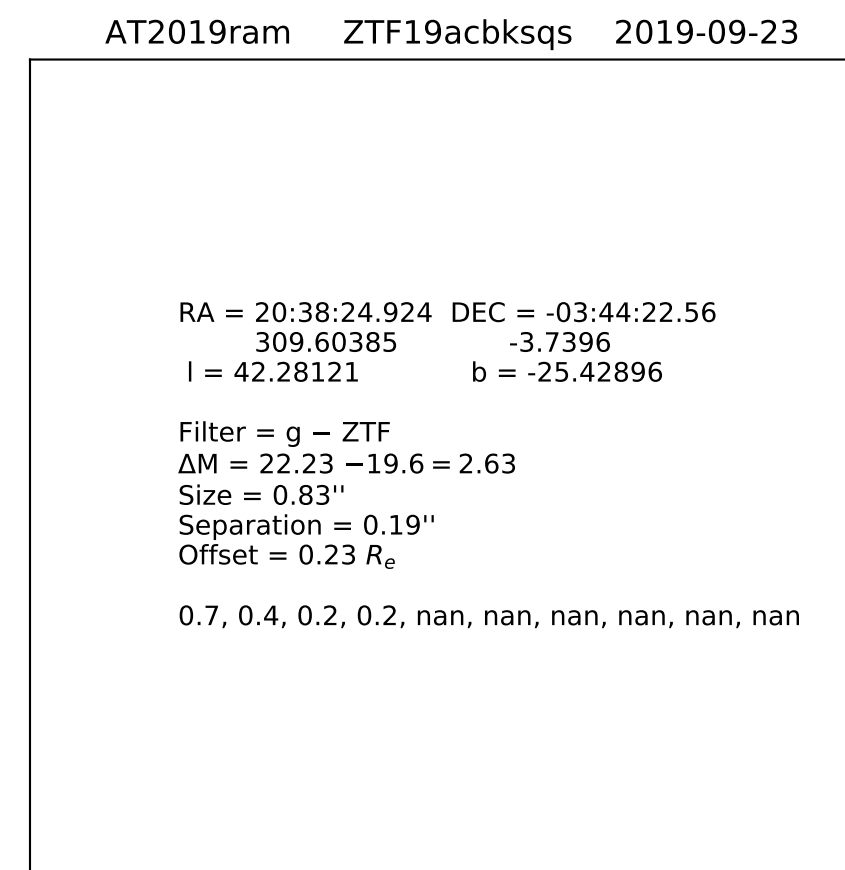 AT2019ram ZTF19acbksqs 2019-09-23
RA = 20:38:24.924 DEC = -03:44:22.56
309.60385 -3.7396
l = 42.28121 b = -25.42896
Filter = g − ZTF
ΔM = 22.23 −19.6 = 2.63
Size = 0.83''
Separation = 0.19''
Offset = 0.23 Rₑ
0.7, 0.4, 0.2, 0.2, nan, nan, nan, nan, nan, nan